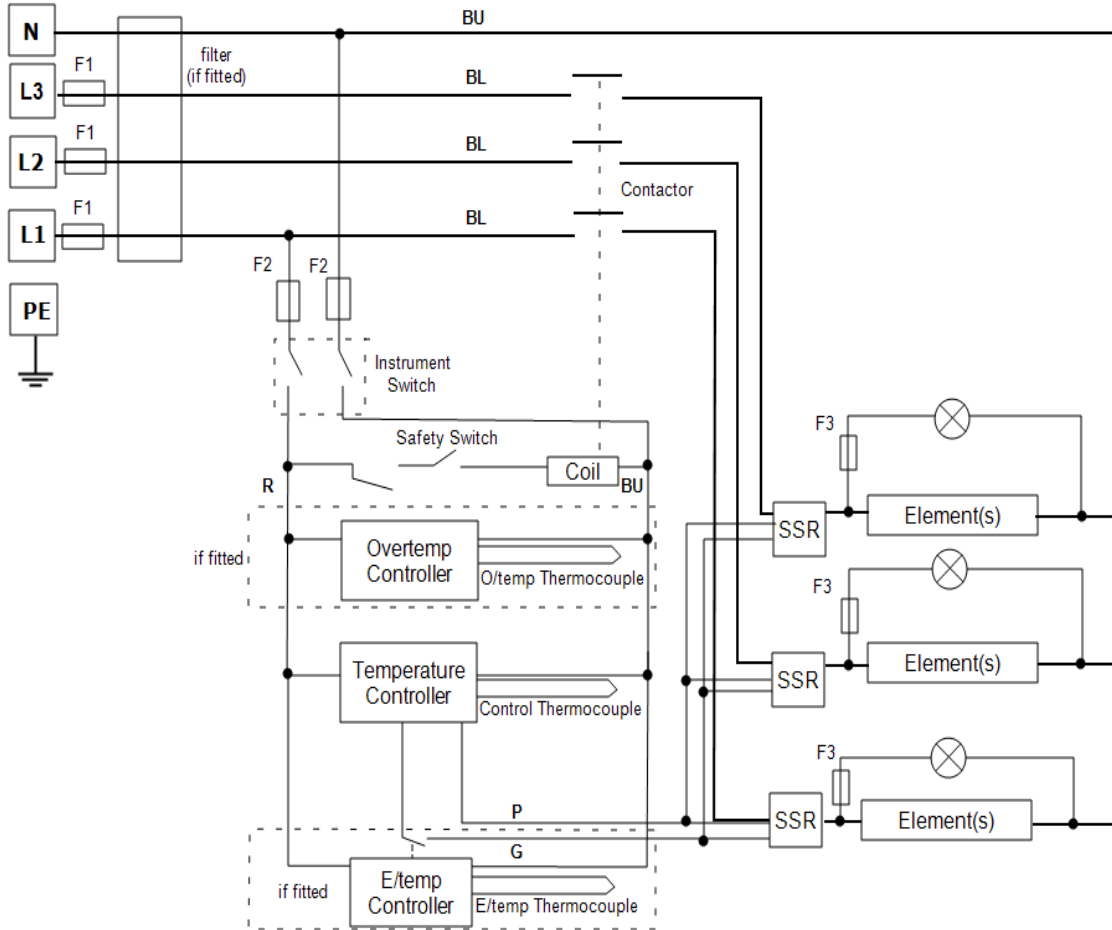 N
BU
filter
(if fitted)
F1
L3
BL
F1
L2
BL
Contactor
F1
L1
BL
F2
F2
PE
Instrument
Switch
Safety Switch
Coil
R
BU
F3
SSR
Element(s)
if fitted
Overtemp
Controller
O/temp Thermocouple
F3
SSR
Element(s)
Temperature
Controller
Control Thermocouple
F3
P
SSR
Element(s)
G
if fitted
E/temp
Controller
E/temp Thermocouple